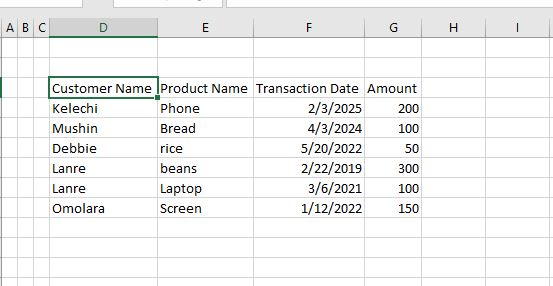 A B C D E F G H I
Customer Name Product Name Transaction Date Amount
Kelechi Phone 2/3/2025 200
Mushin Bread 4/3/2024 100
Debbie rice 5/20/2022 50
Lanre beans 2/22/2019 300
Lanre Laptop 3/6/2021 100
Omolara Screen 1/12/2022 150